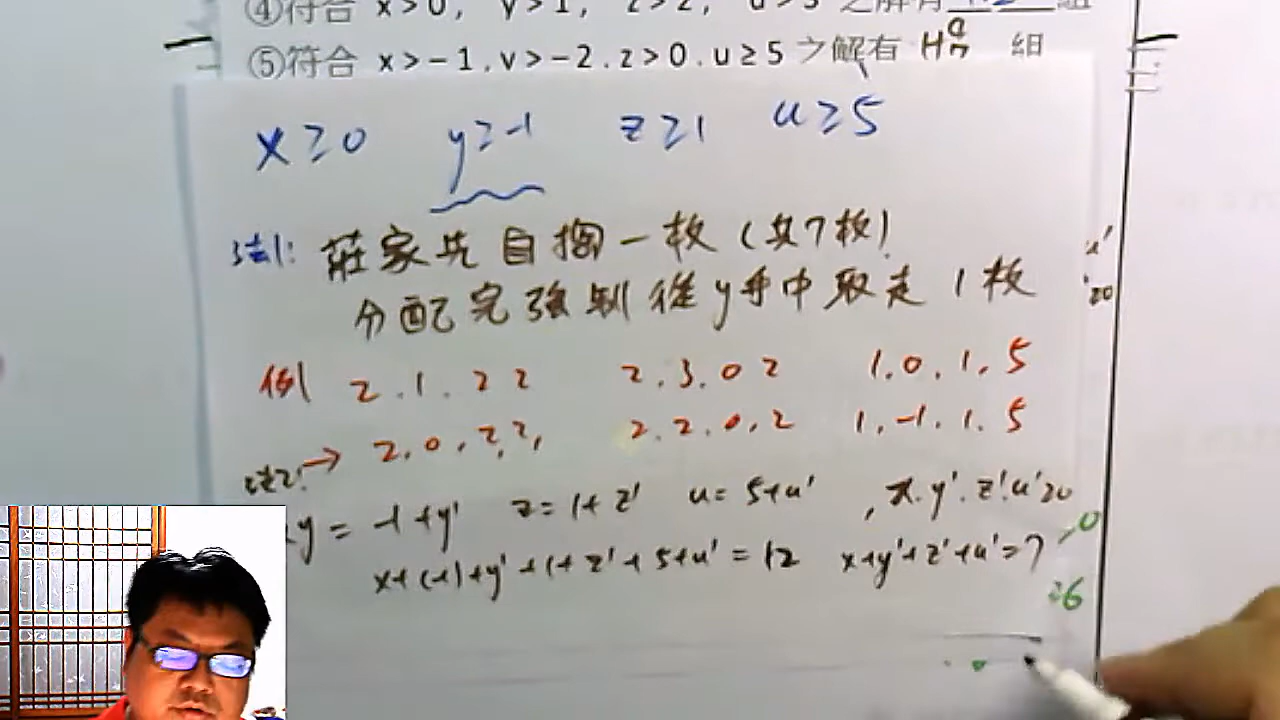 ④符合 x>0, y>1, z>2, u>3 之解有 組
⑤符合 x>-1, y>-2, z>0, u≥5 之解有 H 組
x≥0 y≥-1 z≥1 u≥5
法1: 莊家先自掏一枚(共7枚)
分配完強制從y手中取走1枚
例 2.1.22 2.3.02 1.0.1.5
→ 2.0,2,2, 2.2.0,2 1,-1.1.5
法2:
y=-1+y' z=1+z' u=5+u' , x.y'.z'.u'≥0
x+(-1)+y'+1+z'+5+u'=12 x+y'+z'+u'=7